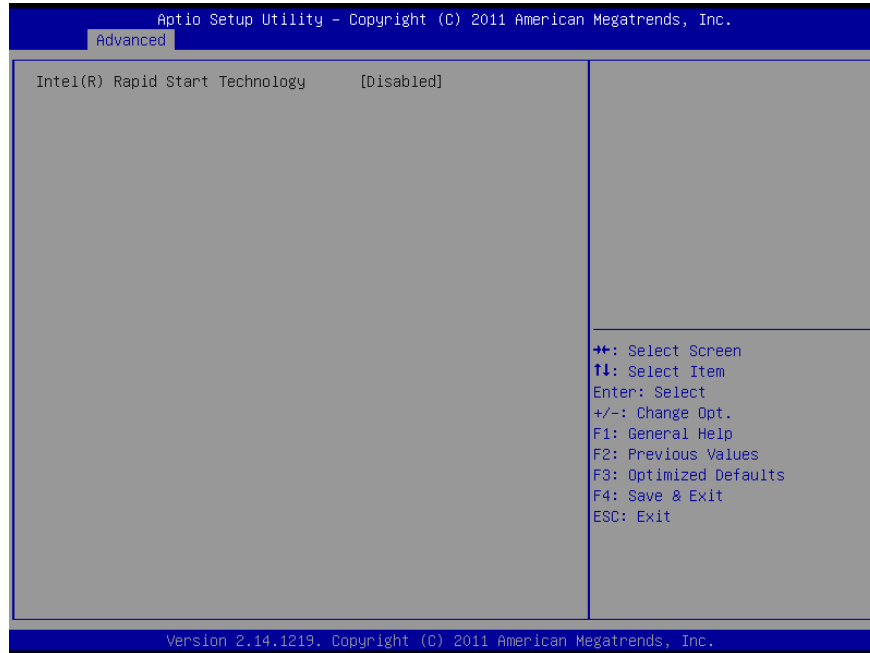 Aptio Setup Utility – Copyright (C) 2011 American Megatrends, Inc.
Advanced
Intel(R) Rapid Start Technology [Disabled]
→←: Select Screen
↑↓: Select Item
Enter: Select
+/-: Change Opt.
F1: General Help
F2: Previous Values
F3: Optimized Defaults
F4: Save & Exit
ESC: Exit
Version 2.14.1219. Copyright (C) 2011 American Megatrends, Inc.